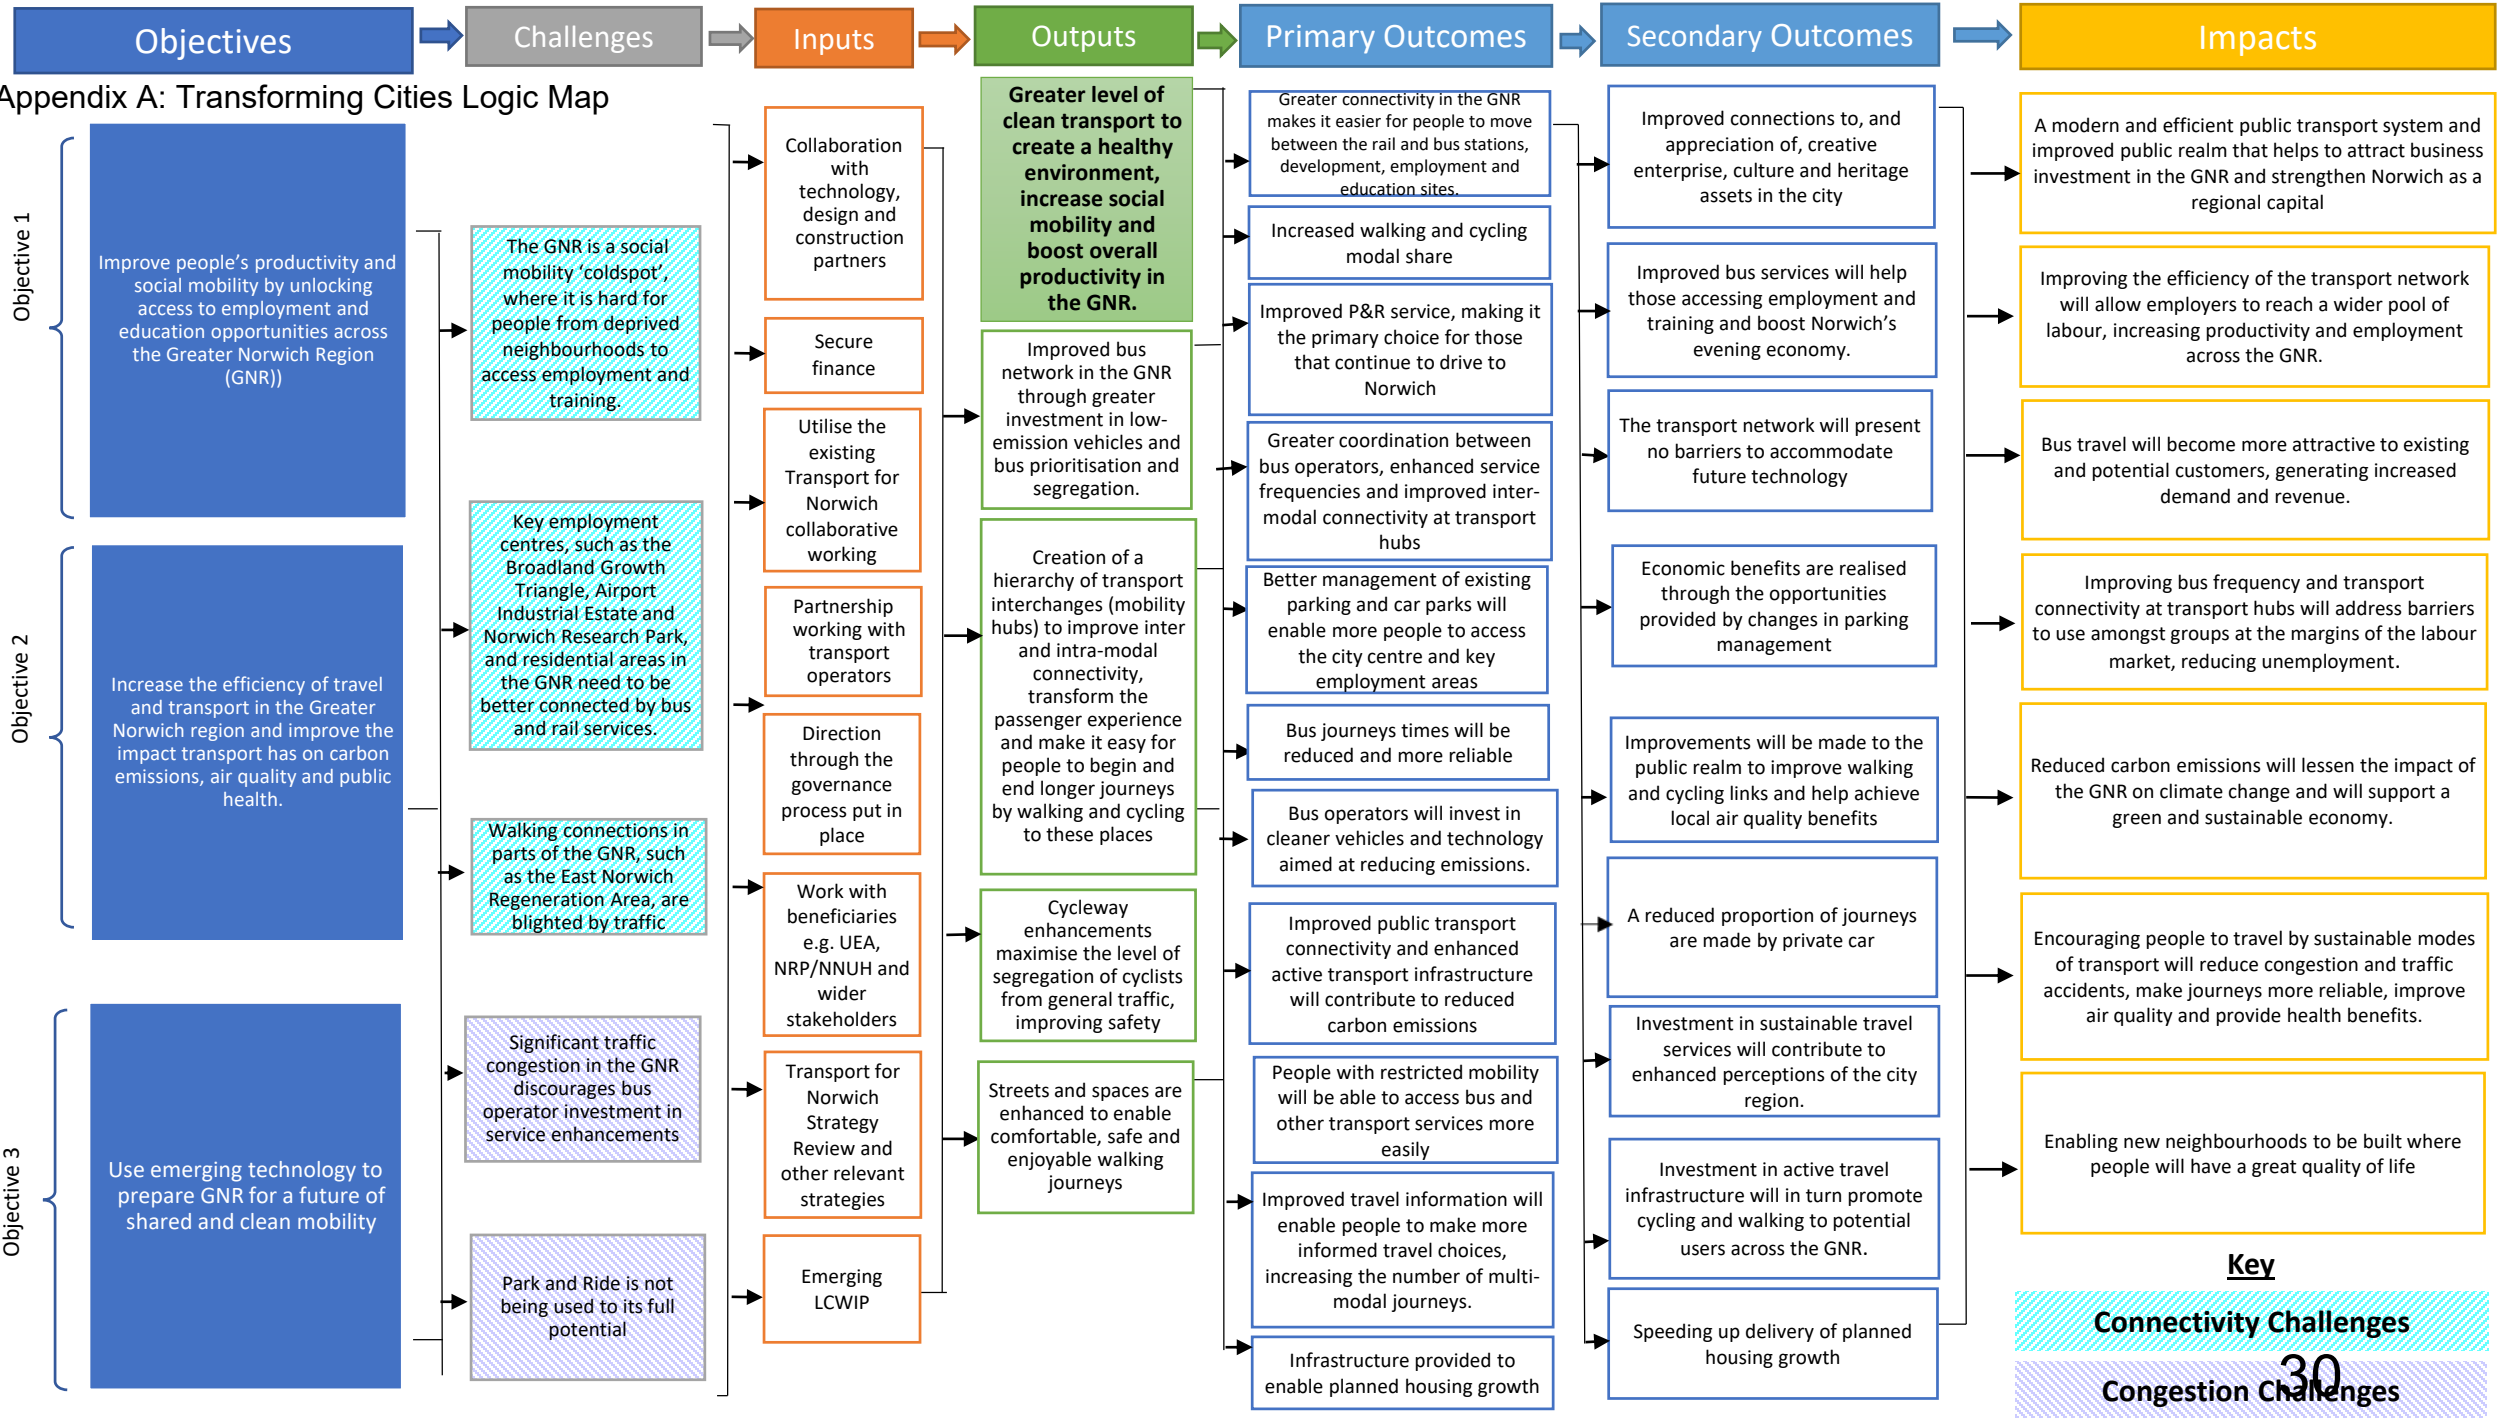 Objectives
Challenges
Inputs
Outputs
Primary Outcomes
Secondary Outcomes
Impacts
Appendix A: Transforming Cities Logic Map
Objective 1
Improve people's productivity and
social mobility by unlocking
access to employment and
education opportunities across
the Greater Norwich Region
(GNR))
Objective 2
Increase the efficiency of travel
and transport in the Greater
Norwich region and improve the
impact transport has on carbon
emissions, air quality and public
health.
Objective 3
Use emerging technology to
prepare GNR for a future of
shared and clean mobility
The GNR is a social
mobility 'coldspot',
where it is hard for
people from deprived
neighbourhoods to
access employment and
training.
Key employment
centres, such as the
Broadland Growth
Triangle, Airport
Industrial Estate and
Norwich Research Park,
and residential areas in
the GNR need to be
better connected by bus
and rail services.
Walking connections in
parts of the GNR, such
as the East Norwich
Regeneration Area, are
blighted by traffic
Significant traffic
congestion in the GNR
discourages bus
operator investment in
service enhancements
Park and Ride is not
being used to its full
potential
Collaboration
with
technology,
design and
construction
partners
Secure
finance
Utilise the
existing
Transport for
Norwich
collaborative
working
Partnership
working with
transport
operators
Direction
through the
governance
process put in
place
Work with
beneficiaries
e.g. UEA,
NRP/NNUH and
wider
stakeholders
Transport for
Norwich
Strategy
Review and
other relevant
strategies
Emerging
LCWIP
Greater level of
clean transport to
create a healthy
environment,
increase social
mobility and
boost overall
productivity in
the GNR.
Improved bus
network in the GNR
through greater
investment in low-
emission vehicles and
bus prioritisation and
segregation.
Creation of a
hierarchy of transport
interchanges (mobility
hubs) to improve inter
and intra-modal
connectivity,
transform the
passenger experience
and make it easy for
people to begin and
end longer journeys
by walking and cycling
to these places
Cycleway
enhancements
maximise the level of
segregation of cyclists
from general traffic,
improving safety
Streets and spaces are
enhanced to enable
comfortable, safe and
enjoyable walking
journeys
Greater connectivity in the GNR
makes it easier for people to move
between the rail and bus stations,
development, employment and
education sites.
Increased walking and cycling
modal share
Improved P&R service, making it
the primary choice for those
that continue to drive to
Norwich
Greater coordination between
bus operators, enhanced service
frequencies and improved inter-
modal connectivity at transport
hubs
Better management of existing
parking and car parks will
enable more people to access
the city centre and key
employment areas
Bus journeys times will be
reduced and more reliable
Bus operators will invest in
cleaner vehicles and technology
aimed at reducing emissions.
Improved public transport
connectivity and enhanced
active transport infrastructure
will contribute to reduced
carbon emissions
People with restricted mobility
will be able to access bus and
other transport services more
easily
Improved travel information will
enable people to make more
informed travel choices,
increasing the number of multi-
modal journeys.
Infrastructure provided to
enable planned housing growth
Improved connections to, and
appreciation of, creative
enterprise, culture and heritage
assets in the city
Improved bus services will help
those accessing employment and
training and boost Norwich's
evening economy.
The transport network will present
no barriers to accommodate
future technology
Economic benefits are realised
through the opportunities
provided by changes in parking
management
Improvements will be made to the
public realm to improve walking
and cycling links and help achieve
local air quality benefits
A reduced proportion of journeys
are made by private car
Investment in sustainable travel
services will contribute to
enhanced perceptions of the city
region.
Investment in active travel
infrastructure will in turn promote
cycling and walking to potential
users across the GNR.
Speeding up delivery of planned
housing growth
A modern and efficient public transport system and
improved public realm that helps to attract business
investment in the GNR and strengthen Norwich as a
regional capital
Improving the efficiency of the transport network
will allow employers to reach a wider pool of
labour, increasing productivity and employment
across the GNR.
Bus travel will become more attractive to existing
and potential customers, generating increased
demand and revenue.
Improving bus frequency and transport
connectivity at transport hubs will address barriers
to use amongst groups at the margins of the labour
market, reducing unemployment.
Reduced carbon emissions will lessen the impact of
the GNR on climate change and will support a
green and sustainable economy.
Encouraging people to travel by sustainable modes
of transport will reduce congestion and traffic
accidents, make journeys more reliable, improve
air quality and provide health benefits.
Enabling new neighbourhoods to be built where
people will have a great quality of life
Key
Connectivity Challenges
30
Congestion Challenges